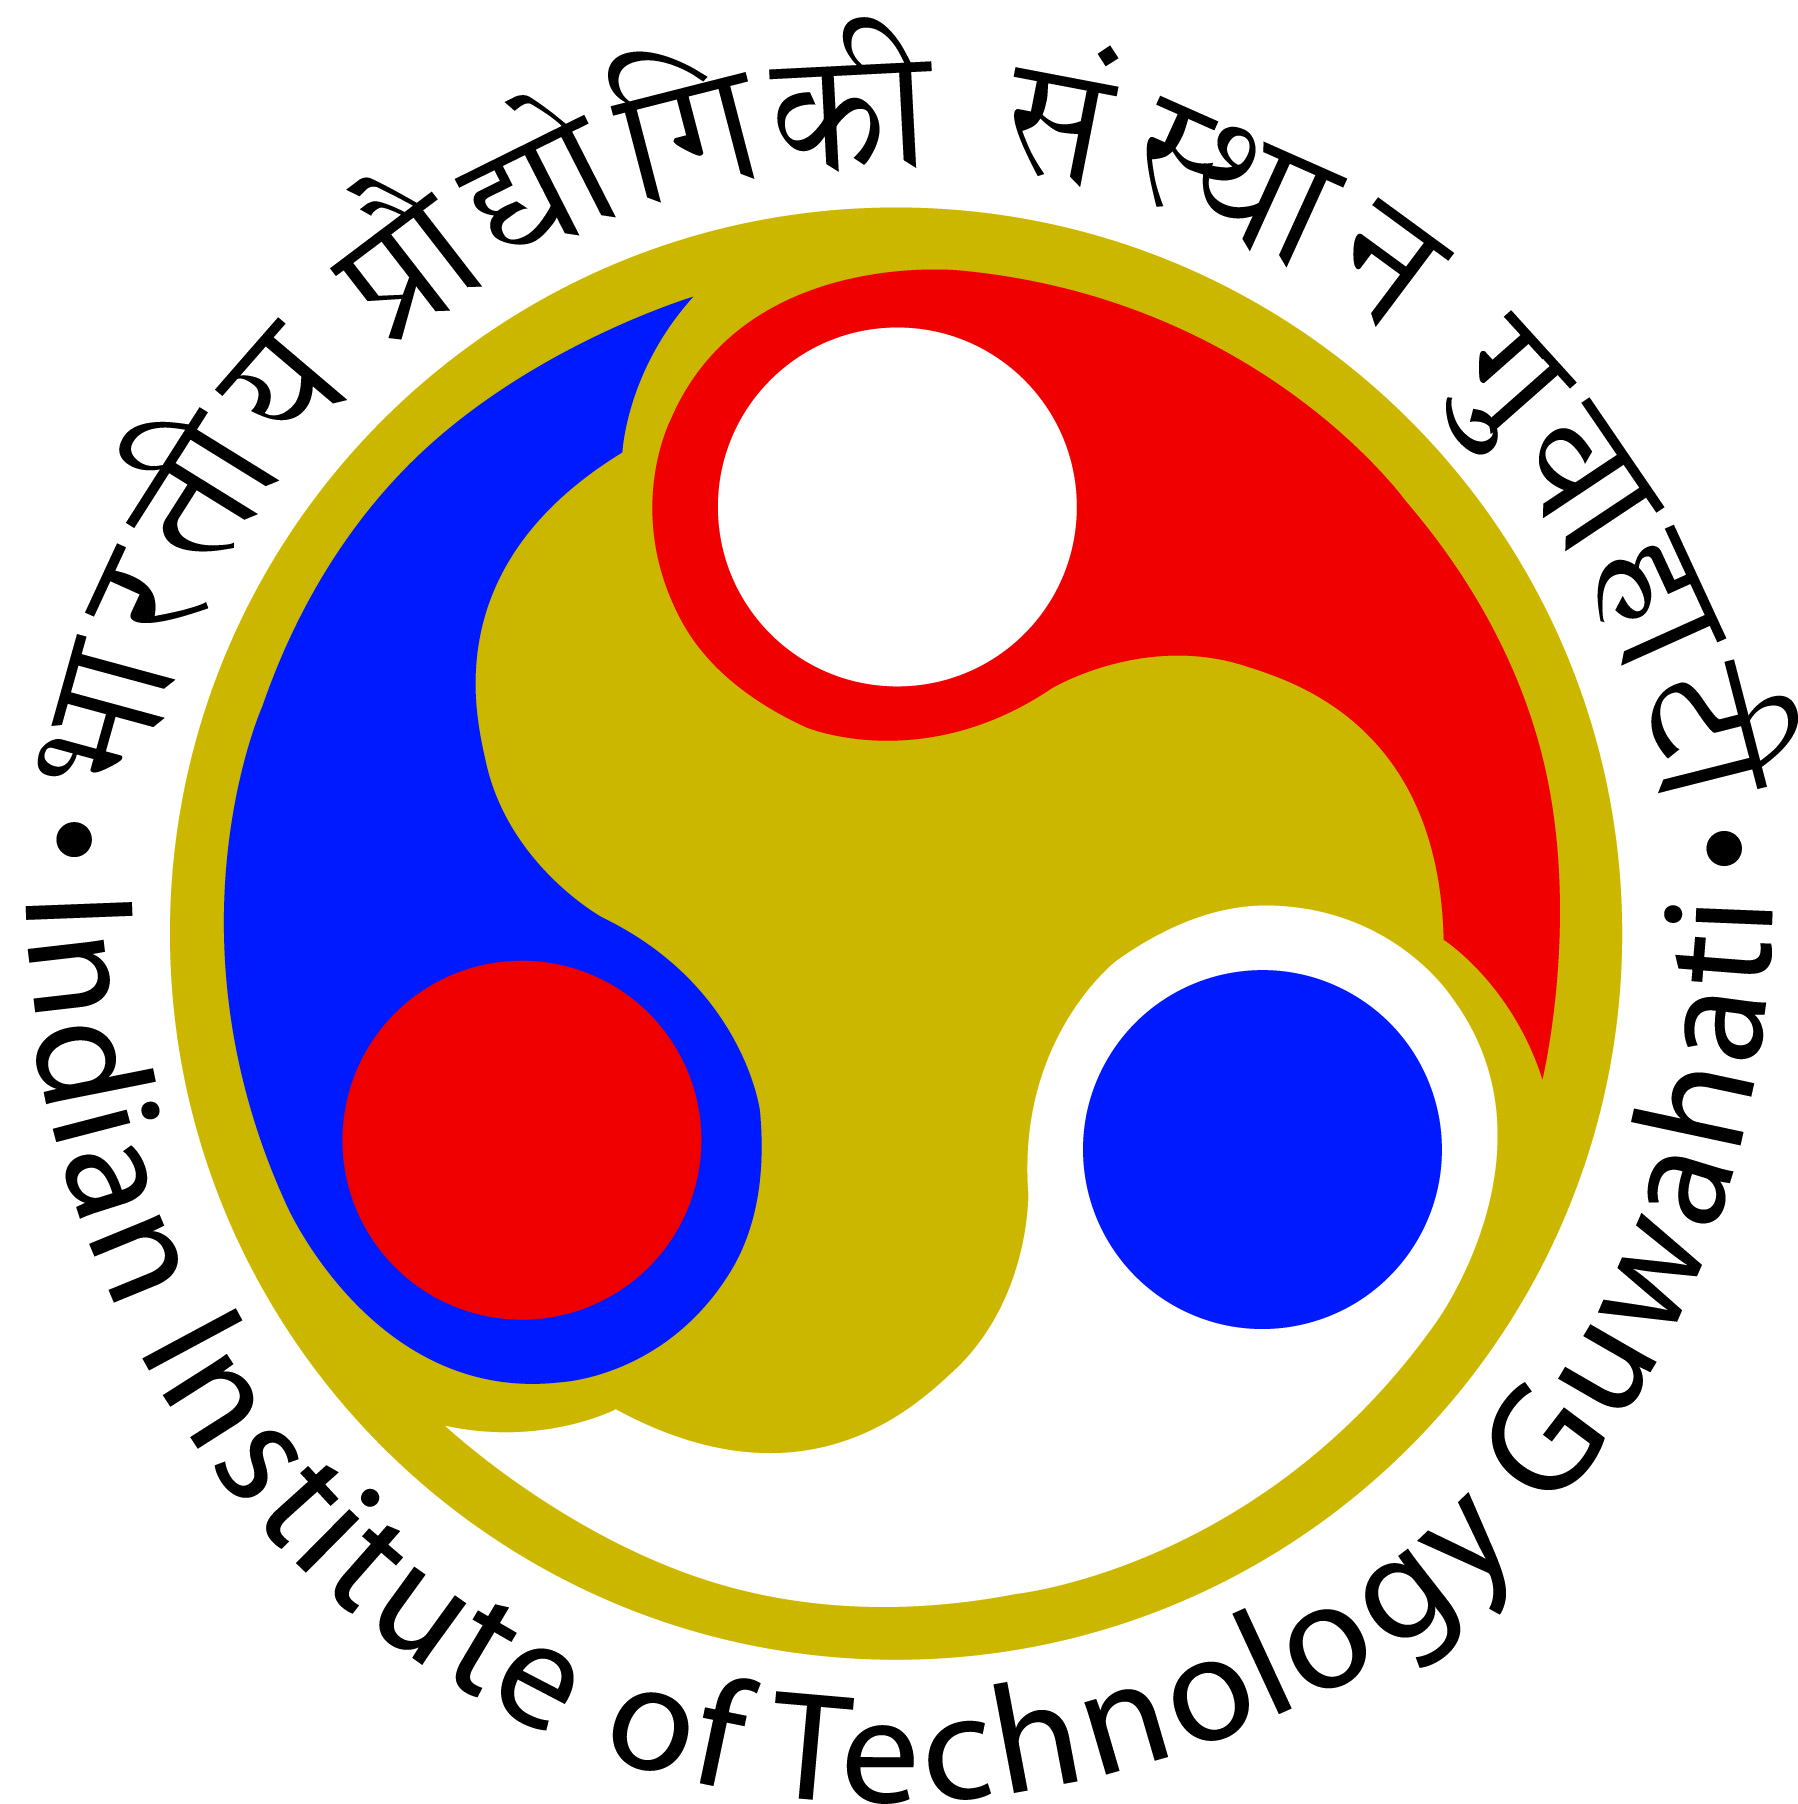 भारतीय प्रौद्योगिकी संस्थान गुवाहाटी
Indian Institute of Technology Guwahati